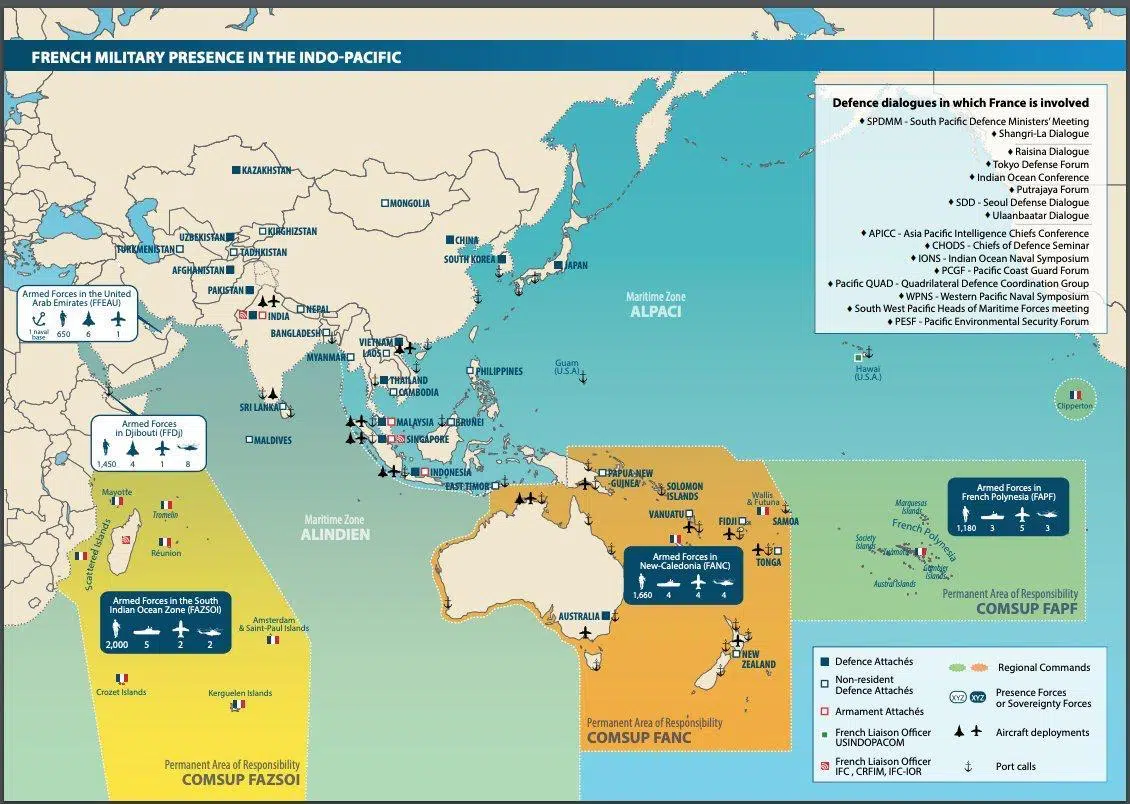 FRENCH MILITARY PRESENCE IN THE INDO-PACIFIC
Defence dialogues in which France is involved
♦ SPDMM - South Pacific Defence Ministers' Meeting
♦ Shangri-La Dialogue
♦ Raisina Dialogue
♦ Tokyo Defense Forum
♦ Indian Ocean Conference
♦ Putrajaya Forum
♦ SDD - Seoul Defense Dialogue
♦ Ulaanbaatar Dialogue
♦ APICC - Asia Pacific Intelligence Chiefs Conference
♦ CHODS - Chiefs of Defence Seminar
♦ IONS - Indian Ocean Naval Symposium
♦ PCGF - Pacific Coast Guard Forum
♦ Pacific QUAD - Quadrilateral Defence Coordination Group
♦ WPNS - Western Pacific Naval Symposium
♦ South West Pacific Heads of Maritime Forces meeting
♦ PESF - Pacific Environmental Security Forum
KAZAKHSTAN
MONGOLIA
UZBEKISTAN
KIRGHIZSTAN
TURKMENISTAN
TADJIKISTAN
CHINA
SOUTH KOREA
JAPAN
AFGHANISTAN
PAKISTAN
INDIA
NEPAL
BANGLADESH
MYANMAR
VIETNAM
LAOS
THAILAND
CAMBODIA
PHILIPPINES
SRI LANKA
MALDIVES
MALAYSIA
BRUNEI
SINGAPORE
INDONESIA
EAST TIMOR
Armed Forces in the United
Arab Emirates (FFEAU)
1 naval
base
650
6
1
Armed Forces
in Djibouti (FFDj)
1,450
4
1
8
Maritime Zone
ALPACI
Guam
(U.S.A)
Hawai
(U.S.A.)
Clipperton
Maritime Zone
ALINDIEN
PAPUA NEW
GUINEA
SOLOMON
ISLANDS
VANUATU
FIDJI
Wallis
& Futuna
SAMOA
TONGA
Armed Forces in
New-Caledonia (FANC)
1,660
4
4
4
AUSTRALIA
NEW
ZEALAND
Permanent Area of Responsibility
COMSUP FANC
Armed Forces in
French Polynesia (FAPF)
1,180
3
5
3
Marquesas
Islands
French Polynesia
Society
Islands
Gambier
Islands
Austral Islands
Permanent Area of Responsibility
COMSUP FAPF
Mayotte
Tromelin
Scattered Islands
Réunion
Armed Forces in the South
Indian Ocean Zone (FAZSOI)
2,000
5
2
2
Amsterdam
& Saint-Paul Islands
Crozet Islands
Kerguelen Islands
Permanent Area of Responsibility
COMSUP FAZSOI
Defence Attachés
Non-resident
Defence Attachés
Armament Attachés
French Liaison Officer
USINDOPACOM
French Liaison Officer
IFC , CRFIM, IFC-IOR
Regional Commands
XYZ
XYZ
Presence Forces
or Sovereignty Forces
Aircraft deployments
Port calls